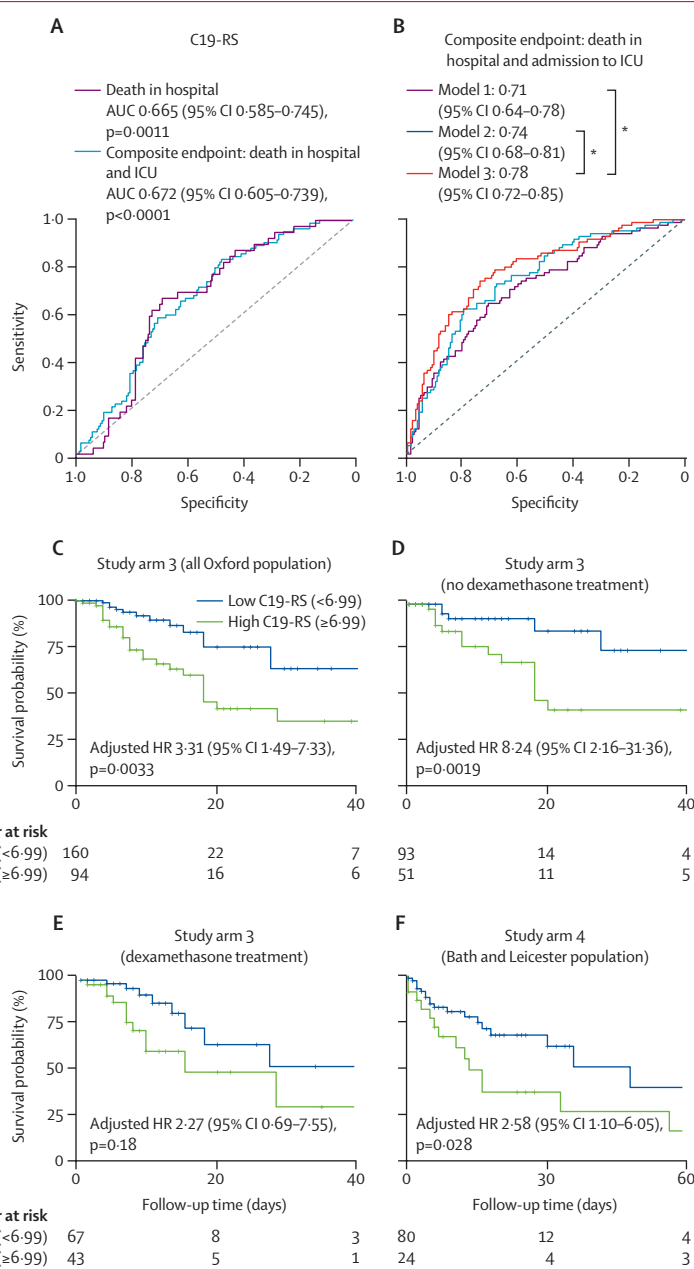 A
C19-RS
Death in hospital
AUC 0·665 (95% CI 0·585–0·745),
p=0·0011
Composite endpoint: death in hospital
and ICU
AUC 0·672 (95% CI 0·605–0·739),
p<0·0001
1·0
0·8
0·6
0·4
0·2
0
Sensitivity
1·0 0·8 0·6 0·4 0·2 0
Specificity
B
Composite endpoint: death in
hospital and admission to ICU
Model 1: 0·71
(95% CI 0·64–0·78)
Model 2: 0·74
(95% CI 0·68–0·81)
Model 3: 0·78
(95% CI 0·72–0·85)
*
*
1·0 0·8 0·6 0·4 0·2 0
Specificity
C
Study arm 3 (all Oxford population)
Low C19-RS (<6·99)
High C19-RS (≥6·99)
100
75
50
25
0
Survival probability (%)
Adjusted HR 3·31 (95% CI 1·49–7·33),
p=0·0033
0 20 40
D
Study arm 3
(no dexamethasone treatment)
Adjusted HR 8·24 (95% CI 2·16–31·36),
p=0·0019
0 20 40
r at risk
(<6·99) 160 22 7 93 14 4
(≥6·99) 94 16 6 51 11 5
E
Study arm 3
(dexamethasone treatment)
100
75
50
25
0
Survival probability (%)
Adjusted HR 2·27 (95% CI 0·69–7·55),
p=0·18
0 20 40
Follow-up time (days)
F
Study arm 4
(Bath and Leicester population)
Adjusted HR 2·58 (95% CI 1·10–6·05),
p=0·028
0 30 60
Follow-up time (days)
r at risk
(<6·99) 67 8 3 80 12 4
(≥6·99) 43 5 1 24 4 3